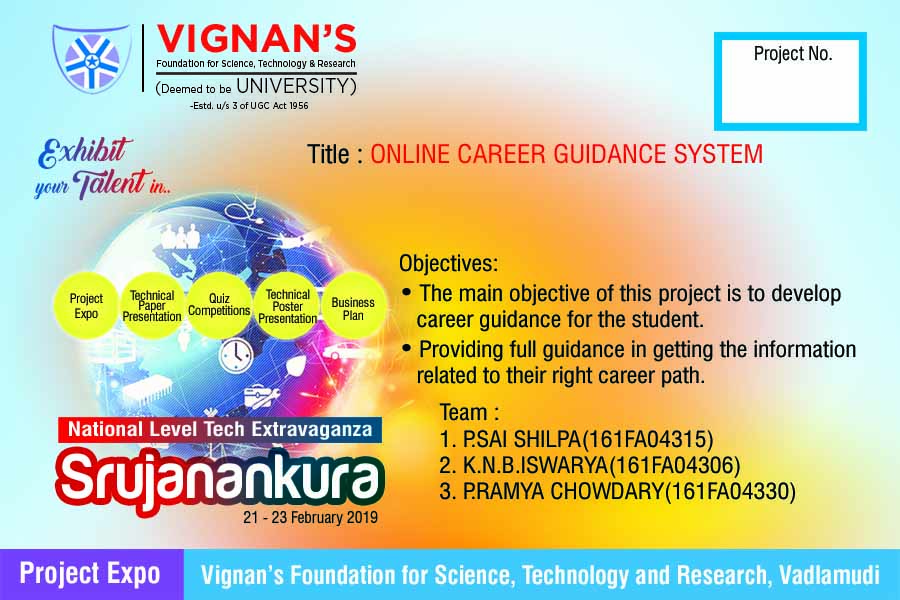 VIGNAN'S
Foundation for Science, Technology & Research
(Deemed to be UNIVERSITY)
-Estd. u/s 3 of UGC Act 1956
Project No.
Exhibit
your Talent in..
Title : ONLINE CAREER GUIDANCE SYSTEM
Project
Expo
Technical
Paper
Presentation
Quiz
Competitions
Technical
Poster
Presentation
Business
Plan
Objectives:
• The main objective of this project is to develop
career guidance for the student.
• Providing full guidance in getting the information
related to their right career path.
Team :
1. P.SAI SHILPA(161FA04315)
2. K.N.B.ISWARYA(161FA04306)
3. P.RAMYA CHOWDARY(161FA04330)
National Level Tech Extravaganza
Srujanankura
21 - 23 February 2019
Project Expo
Vignan's Foundation for Science, Technology and Research, Vadlamudi